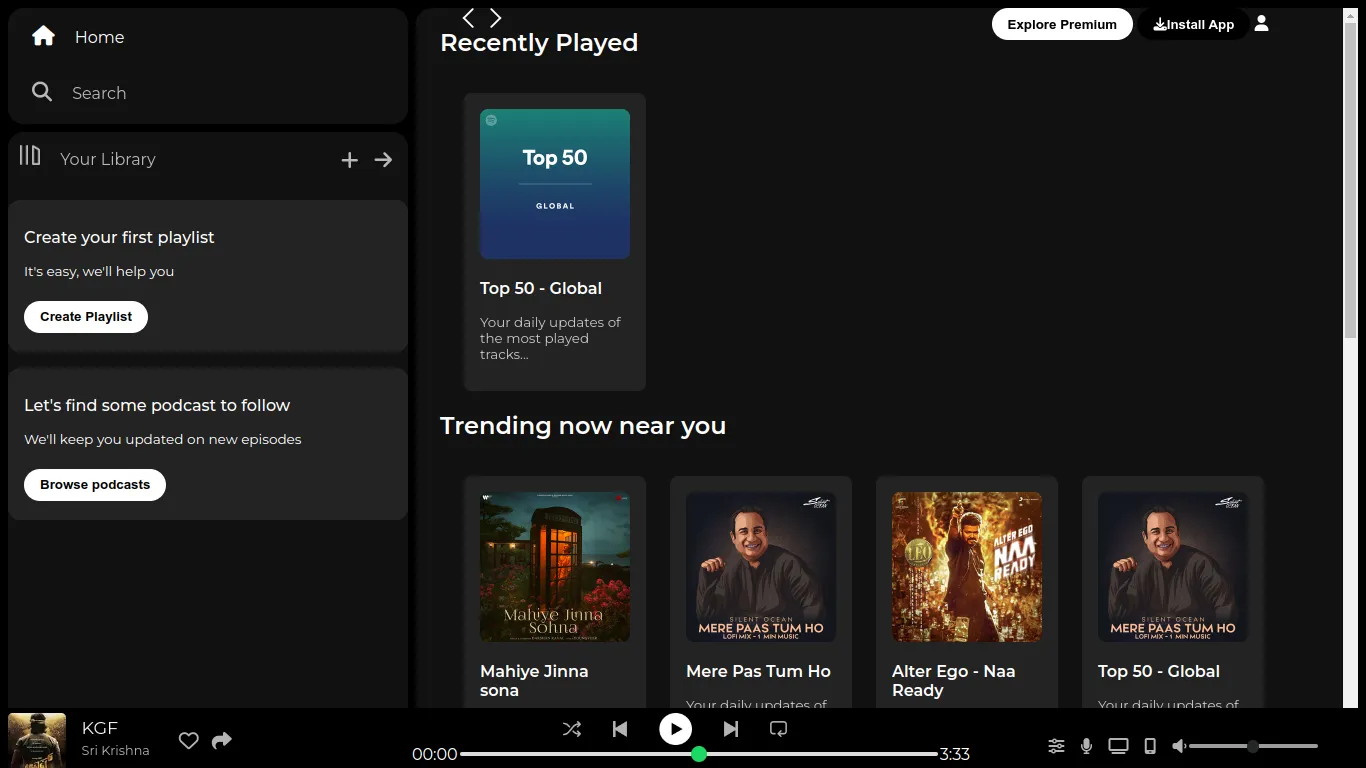 Home
Search
Your Library
Create your first playlist
It's easy, we'll help you
Create Playlist
Let's find some podcast to follow
We'll keep you updated on new episodes
Browse podcasts
Explore Premium
Install App
Recently Played
Top 50
GLOBAL
Top 50 - Global
Your daily updates of
the most played
tracks...
Trending now near you
Mahiye Jinna
Sohna
Mahiye Jinna
sona
SILENT OCEAN
MERE PAAS TUM HO
LOFI MIX - 1 MIN MUSIC
Mere Pas Tum Ho
Your daily updates of
LEO
ALTER EGO
NAA
READY
Alter Ego - Naa
Ready
Silent
OCEAN
SILENT OCEAN
MERE PAAS TUM HO
LOFI MIX - 1 MIN MUSIC
Top 50 - Global
Your daily updates of
KGF
Sri Krishna
00:00
3:33